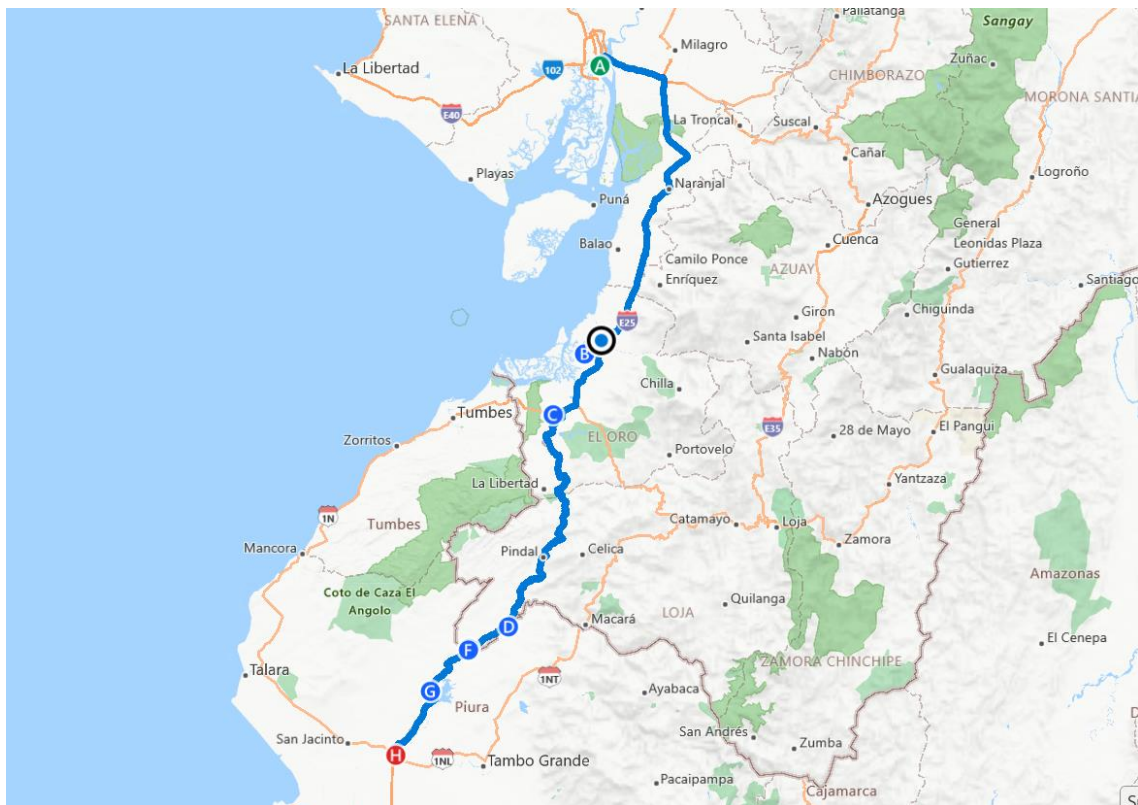 SANTA ELENA
Pallatanga
Sangay
Milagro
La Libertad
102
A
Zuñac
CHIMBORAZO
MORONA SANTIA
E40
La Troncal
Suscal
Cañar
Playas
Naranjal
Logroño
Puná
Azogues
General
Leonidas Plaza
Gutierrez
Balao
Cuenca
Camilo Ponce
Enríquez
AZUAY
Santiago
Chiguinda
E25
Giron
Santa Isabel
B
Nabón
Gualaquiza
Chilla
Tumbes
C
28 de Mayo
El Pangui
E35
Zorritos
EL ORO
Portovelo
La Libertad
Yantzaza
1N
Tumbes
Catamayo
Loja
Zamora
Mancora
Pindal
Celica
Amazonas
Coto de Caza El
Angolo
Quilanga
LOJA
D
Macará
El Cenepa
F
ZAMORA CHINCHIPE
Talara
1NT
G
Ayabaca
Piura
San Andrés
San Jacinto
Zumba
H
1NL
Tambo Grande
Pacaipampa
Cajamarca